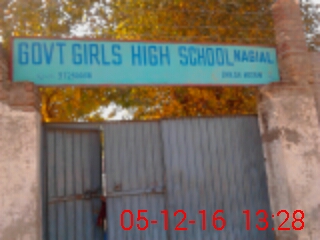 GOVT GIRLS HIGH SCHOOL NAGIAL
05-12-16 13:28